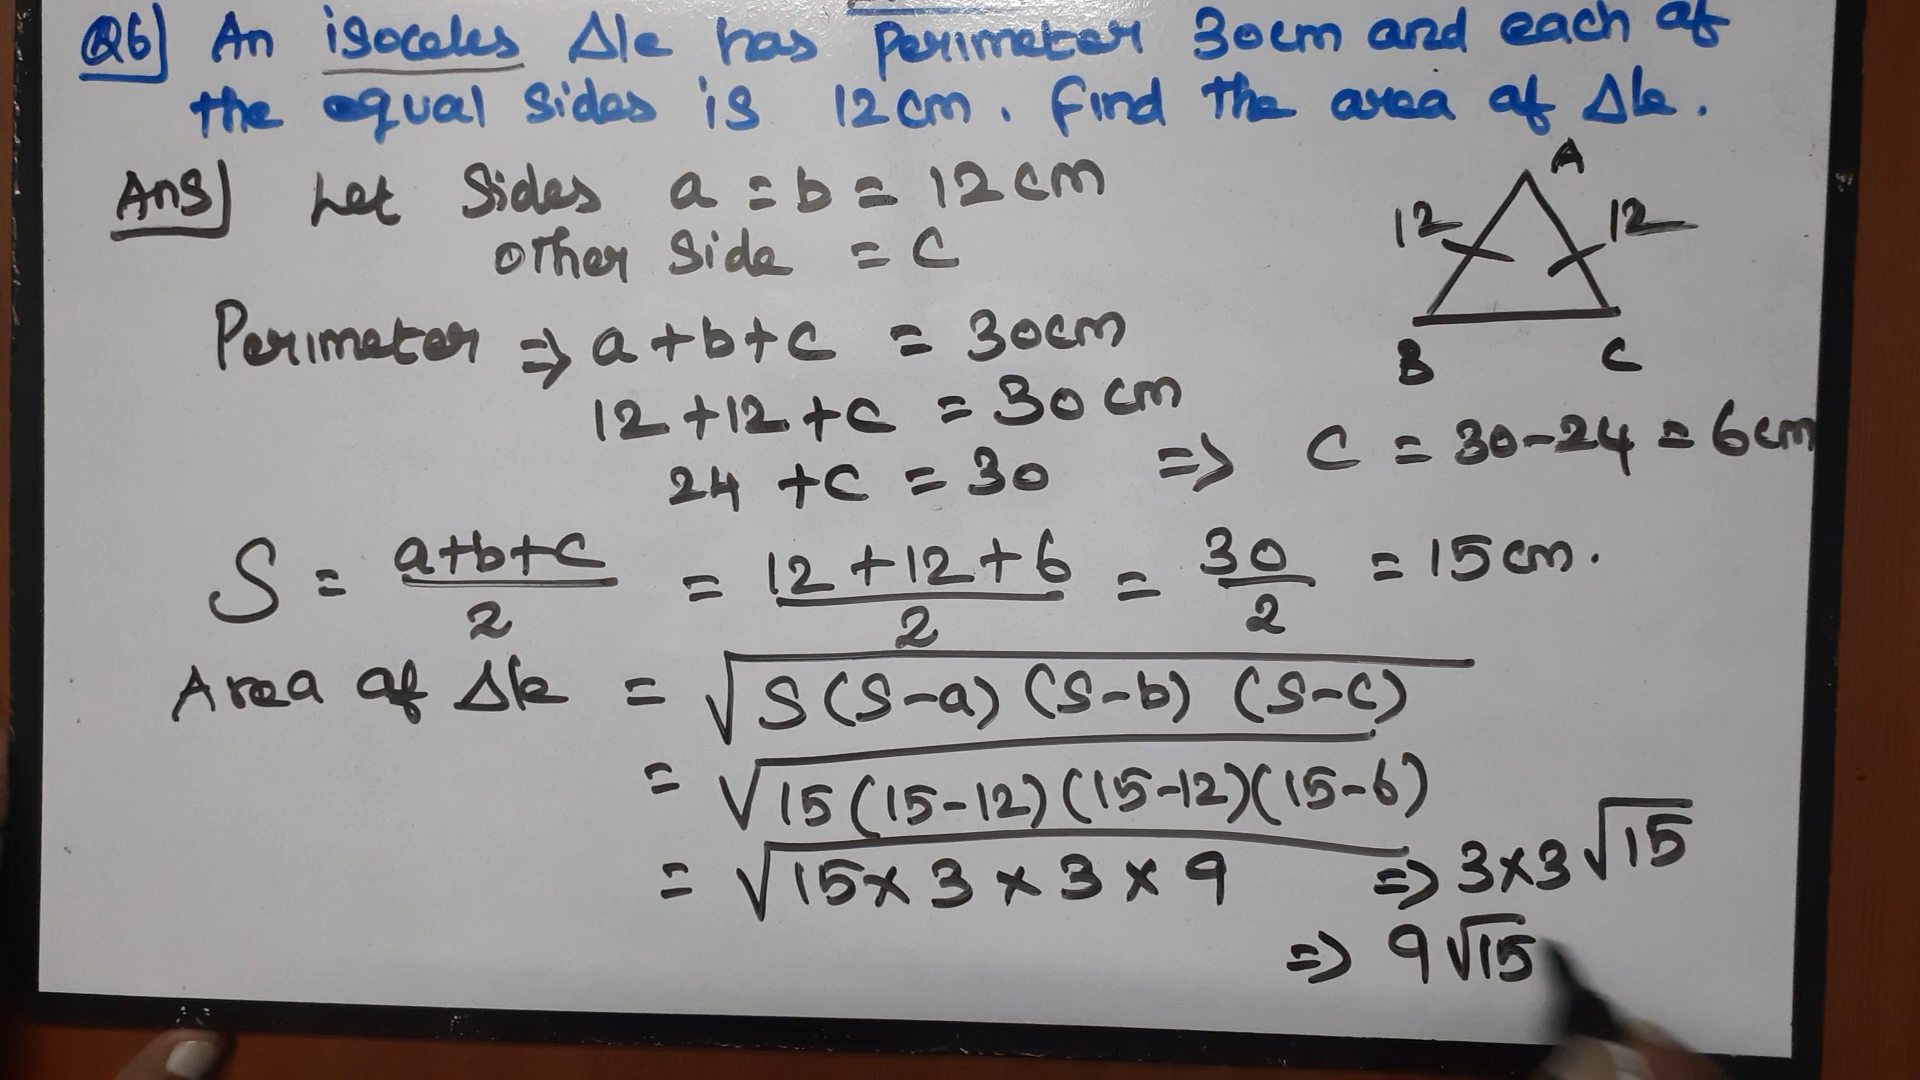 Q6] An isoceles Δle has Perimeter 30cm and each of
the equal sides is 12cm. Find the area of Δle.
Ans] Let Sides a = b = 12cm
other side = C
A
12 12
B C
Perimeter ⇒ a+b+c = 30cm
12+12+c = 30cm
24 +c = 30 ⇒ C = 30-24 = 6cm
S = a+b+c/2 = 12+12+6/2 = 30/2 = 15cm.
Area of Δle = √S(S-a)(S-b)(S-c)
= √15(15-12)(15-12)(15-6)
= √15×3×3×9 ⇒ 3×3√15
⇒ 9√15